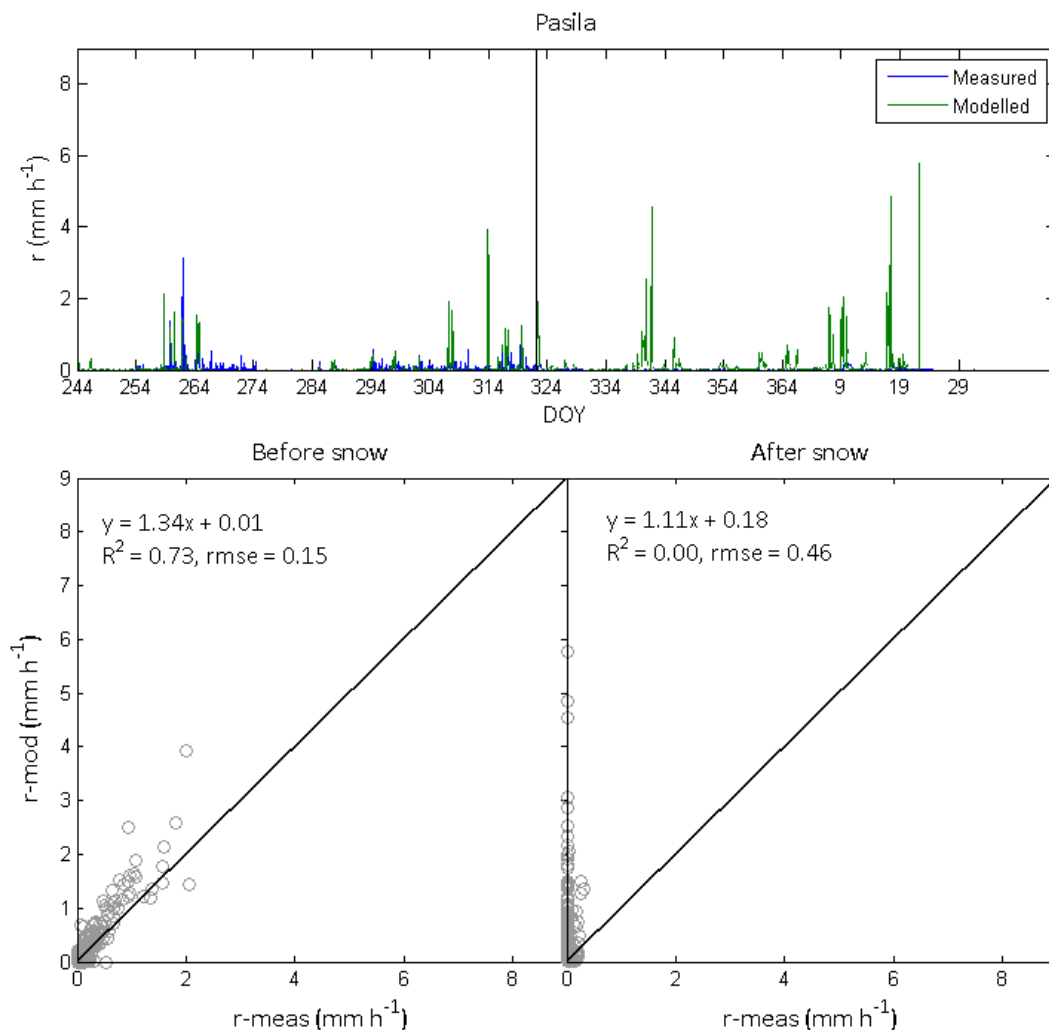 Pasila
8
6
4
2
0
r (mm h⁻¹)
Measured
Modelled
244 254 264 274 284 294 304 314 324 334 344 354 364 9 19 29
DOY
Before snow
After snow
9
8
7
6
5
4
3
2
1
0
r-mod (mm h⁻¹)
y = 1.34x + 0.01
R² = 0.73, rmse = 0.15
y = 1.11x + 0.18
R² = 0.00, rmse = 0.46
0 2 4 6 8
0 2 4 6 8
r-meas (mm h⁻¹)
r-meas (mm h⁻¹)